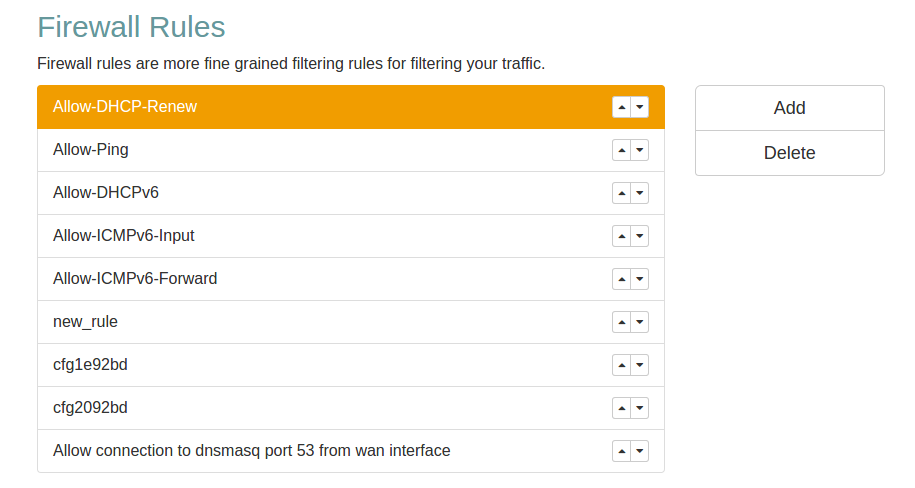 Firewall Rules
Firewall rules are more fine grained filtering rules for filtering your traffic.
Allow-DHCP-Renew
Add
Allow-Ping
Delete
Allow-DHCPv6
Allow-ICMPv6-Input
Allow-ICMPv6-Forward
new_rule
cfg1e92bd
cfg2092bd
Allow connection to dnsmasq port 53 from wan interface